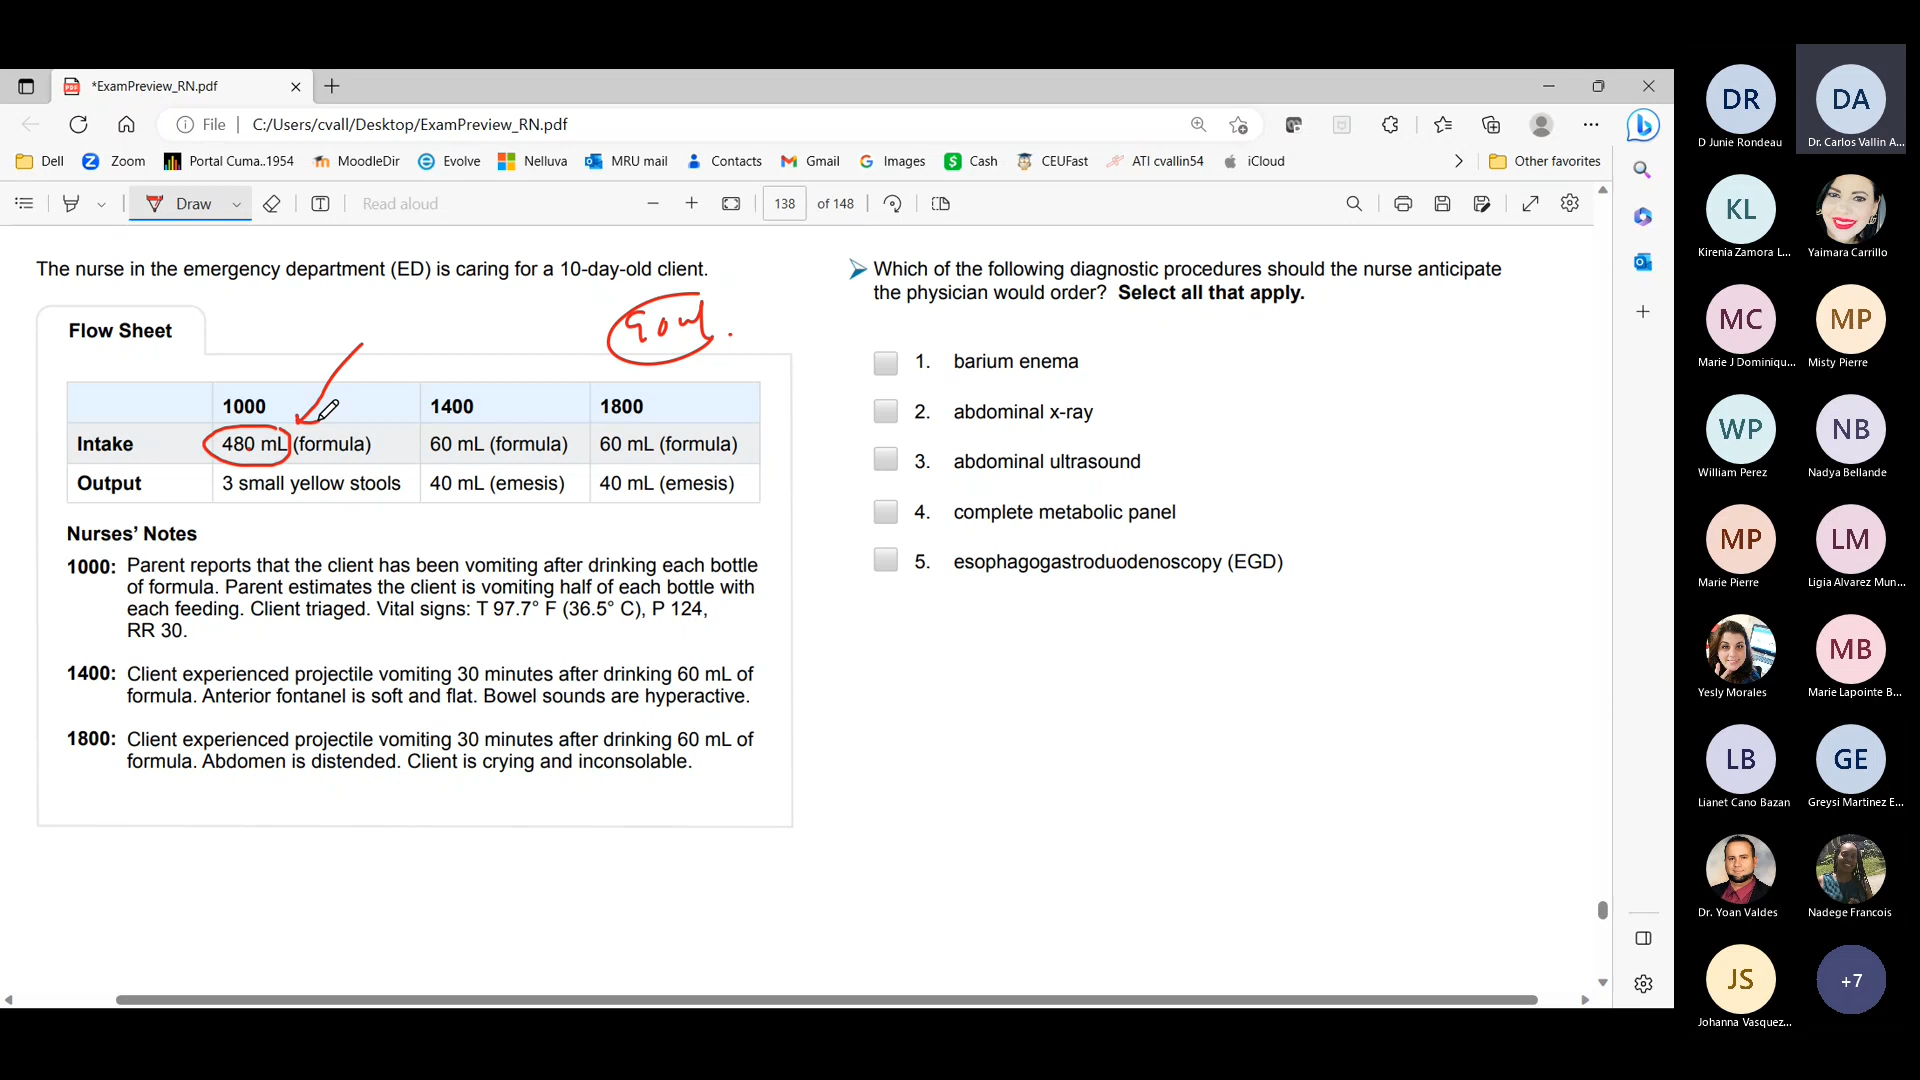 *ExamPreview_RN.pdf
File
C:/Users/cvall/Desktop/ExamPreview_RN.pdf
Dell
Zoom
Portal Cuma..1954
MoodleDir
Evolve
Nelluva
MRU mail
Contacts
Gmail
Images
Cash
CEUFast
ATI cvallin54
iCloud
Other favorites
Draw
Read aloud
138 of 148
The nurse in the emergency department (ED) is caring for a 10-day-old client.
Flow Sheet
1000 1400 1800
Intake 480 mL (formula) 60 mL (formula) 60 mL (formula)
Output 3 small yellow stools 40 mL (emesis) 40 mL (emesis)
Nurses’ Notes
1000: Parent reports that the client has been vomiting after drinking each bottle
of formula. Parent estimates the client is vomiting half of each bottle with
each feeding. Client triaged. Vital signs: T 97.7° F (36.5° C), P 124,
RR 30.
1400: Client experienced projectile vomiting 30 minutes after drinking 60 mL of
formula. Anterior fontanel is soft and flat. Bowel sounds are hyperactive.
1800: Client experienced projectile vomiting 30 minutes after drinking 60 mL of
formula. Abdomen is distended. Client is crying and inconsolable.
Which of the following diagnostic procedures should the nurse anticipate
the physician would order? Select all that apply.
1. barium enema
2. abdominal x-ray
3. abdominal ultrasound
4. complete metabolic panel
5. esophagogastroduodenoscopy (EGD)
DR
D Junie Rondeau
DA
Dr. Carlos Vallin A...
KL
Kirenia Zamora L...
Yaimara Carrillo
MC
Marie J Dominiqu...
MP
Misty Pierre
WP
William Perez
NB
Nadya Bellande
MP
Marie Pierre
LM
Ligia Alvarez Mun...
Yesly Morales
MB
Marie Lapointe B...
LB
Lianet Cano Bazan
GE
Greysi Martinez E...
Dr. Yoan Valdes
Nadege Francois
JS
Johanna Vasquez...
+7